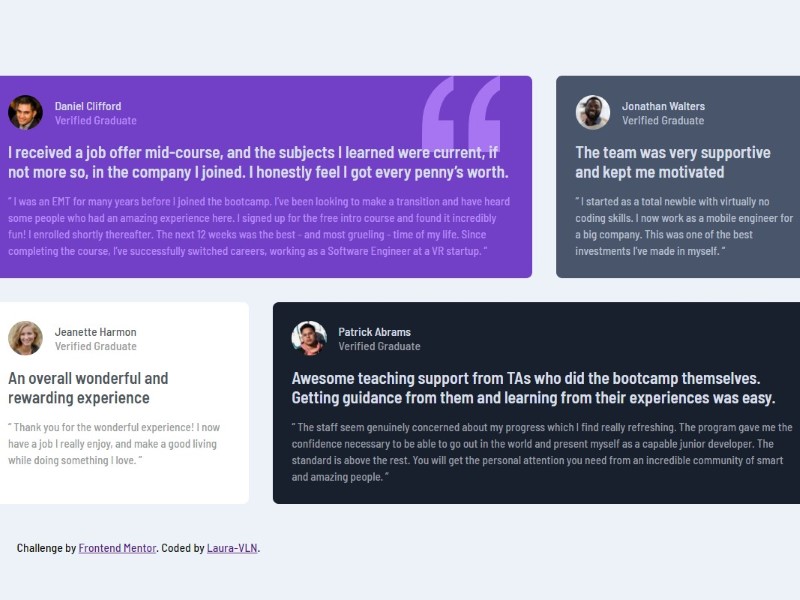 Daniel Clifford
Verified Graduate
I received a job offer mid-course, and the subjects I learned were current, if
not more so, in the company I joined. I honestly feel I got every penny’s worth.
“ I was an EMT for many years before I joined the bootcamp. I’ve been looking to make a transition and have heard
some people who had an amazing experience here. I signed up for the free intro course and found it incredibly
fun! I enrolled shortly thereafter. The next 12 weeks was the best - and most grueling - time of my life. Since
completing the course, I’ve successfully switched careers, working as a Software Engineer at a VR startup. ”
Jonathan Walters
Verified Graduate
The team was very supportive
and kept me motivated
“ I started as a total newbie with virtually no
coding skills. I now work as a mobile engineer for
a big company. This was one of the best
investments I’ve made in myself. ”
Jeanette Harmon
Verified Graduate
An overall wonderful and
rewarding experience
“ Thank you for the wonderful experience! I now
have a job I really enjoy, and make a good living
while doing something I love. ”
Patrick Abrams
Verified Graduate
Awesome teaching support from TAs who did the bootcamp themselves.
Getting guidance from them and learning from their experiences was easy.
“ The staff seem genuinely concerned about my progress which I find really refreshing. The program gave me the
confidence necessary to be able to go out in the world and present myself as a capable junior developer. The
standard is above the rest. You will get the personal attention you need from an incredible community of smart
and amazing people. ”
Challenge by Frontend Mentor. Coded by Laura-VLN.